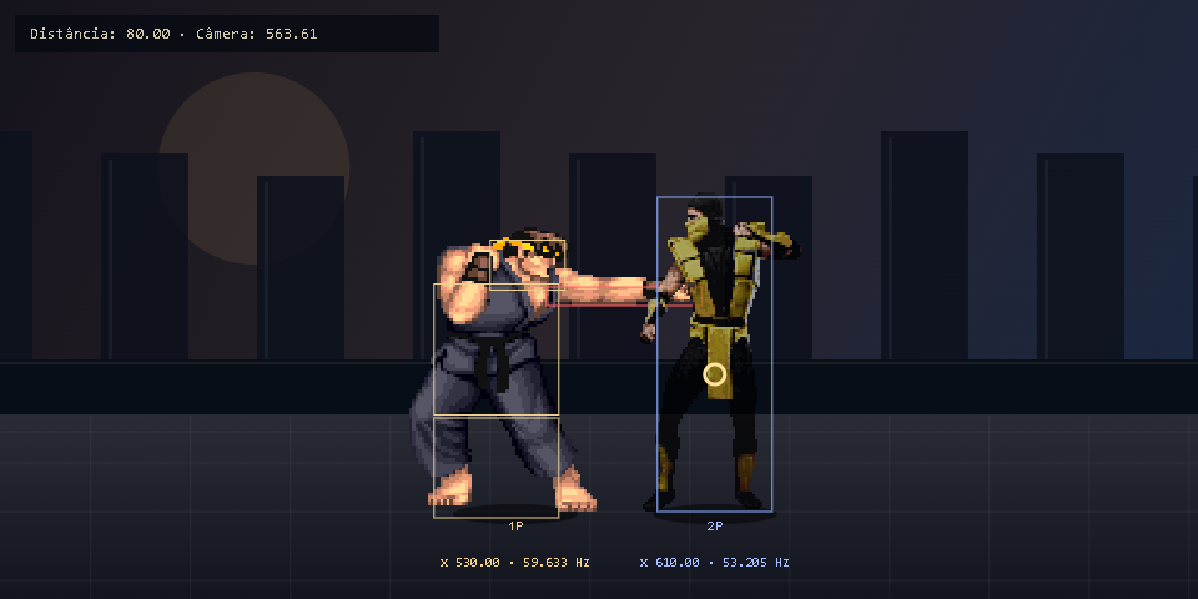 Distância: 80.00 · Câmera: 563.61
1P
2P
x 530.00 · 59.633 Hz
x 610.00 · 53.205 Hz